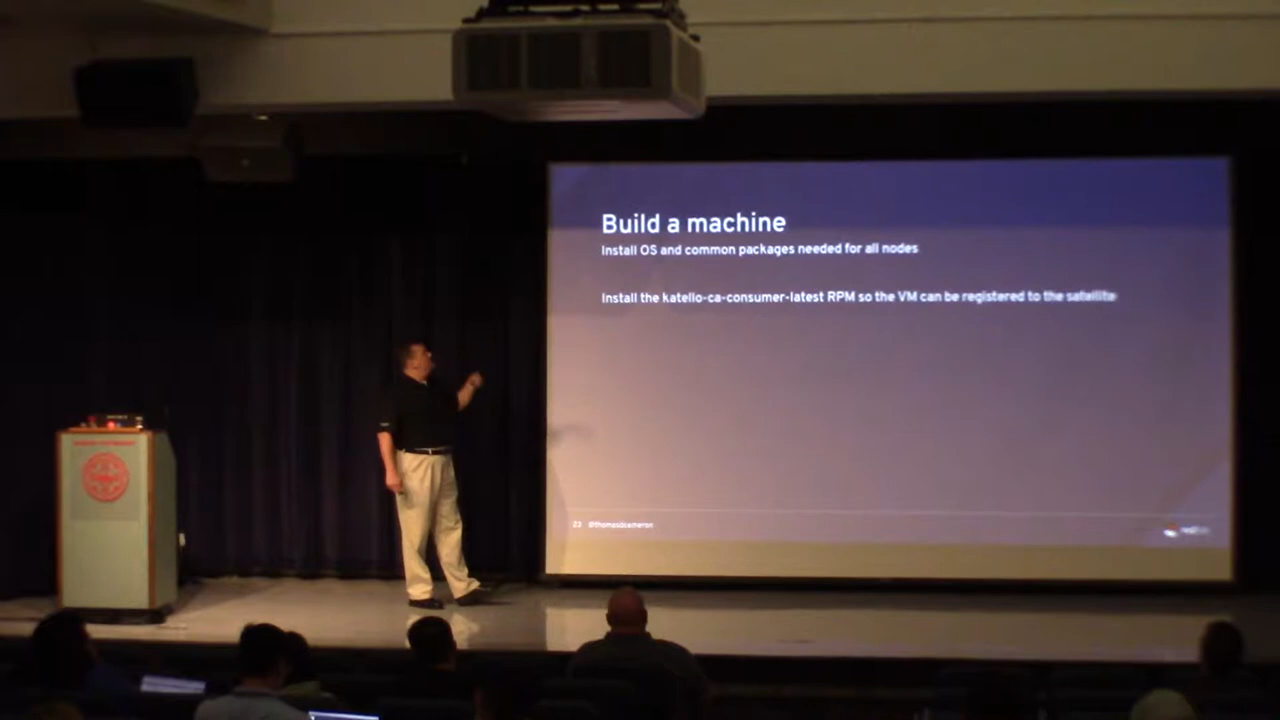 Build a machine
Install OS and common packages needed for all nodes
Install the katello-ca-consumer-latest RPM so the VM can be registered to the satellite
23 @thomasdcameron